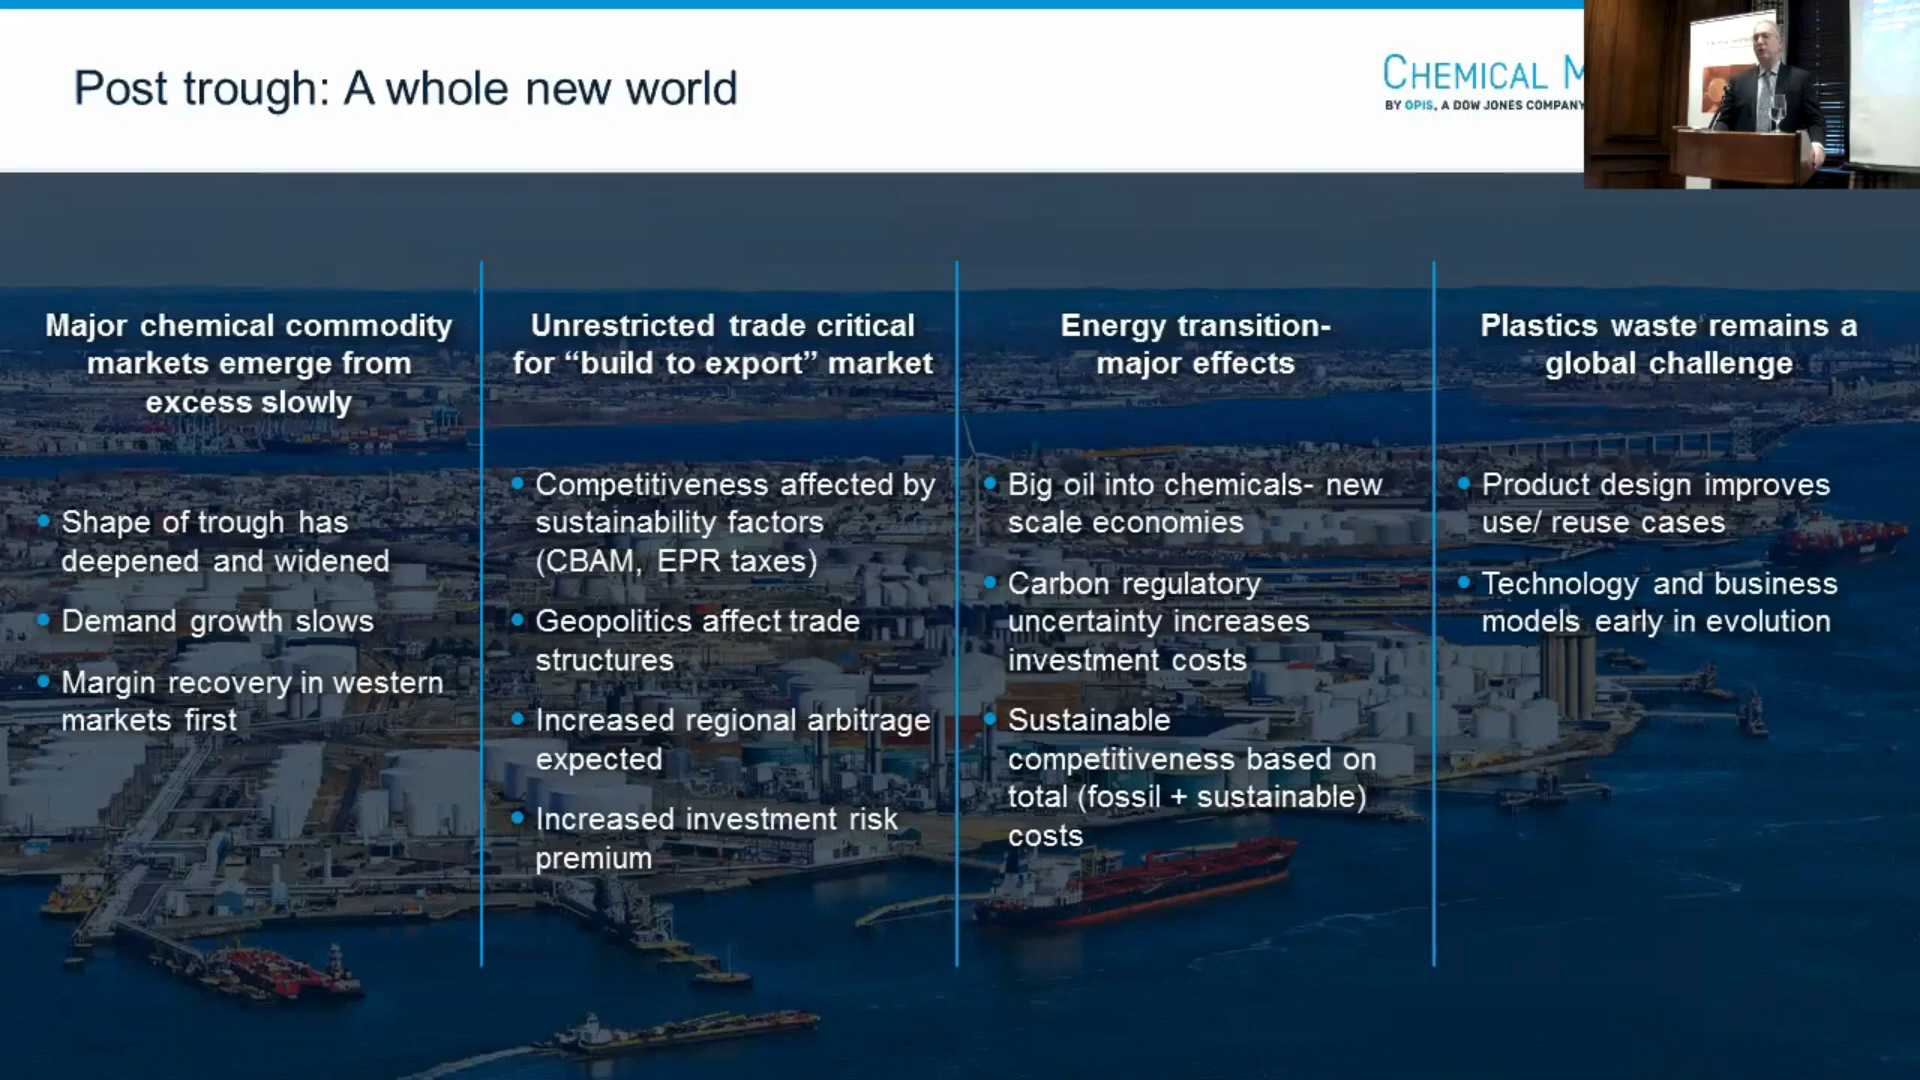 Post trough: A whole new world
CHEMICAL M
BY OPIS, A DOW JONES COMPANY
Major chemical commodity
markets emerge from
excess slowly
• Shape of trough has
deepened and widened
• Demand growth slows
• Margin recovery in western
markets first
Unrestricted trade critical
for “build to export” market
• Competitiveness affected by
sustainability factors
(CBAM, EPR taxes)
• Geopolitics affect trade
structures
• Increased regional arbitrage
expected
• Increased investment risk
premium
Energy transition-
major effects
• Big oil into chemicals- new
scale economies
• Carbon regulatory
uncertainty increases
investment costs
• Sustainable
competitiveness based on
total (fossil + sustainable)
costs
Plastics waste remains a
global challenge
• Product design improves
use/ reuse cases
• Technology and business
models early in evolution